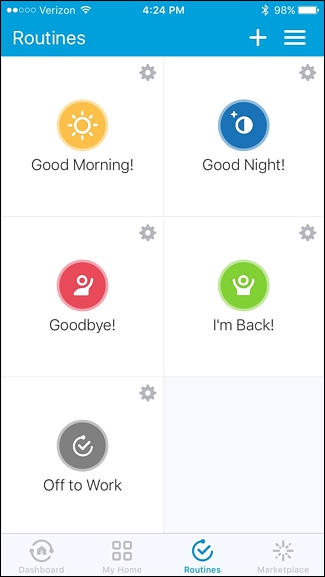 Verizon 4:24 PM 98%
Routines
Good Morning! Good Night!
Goodbye! I'm Back!
Off to Work
Dashboard My Home Routines Marketplace